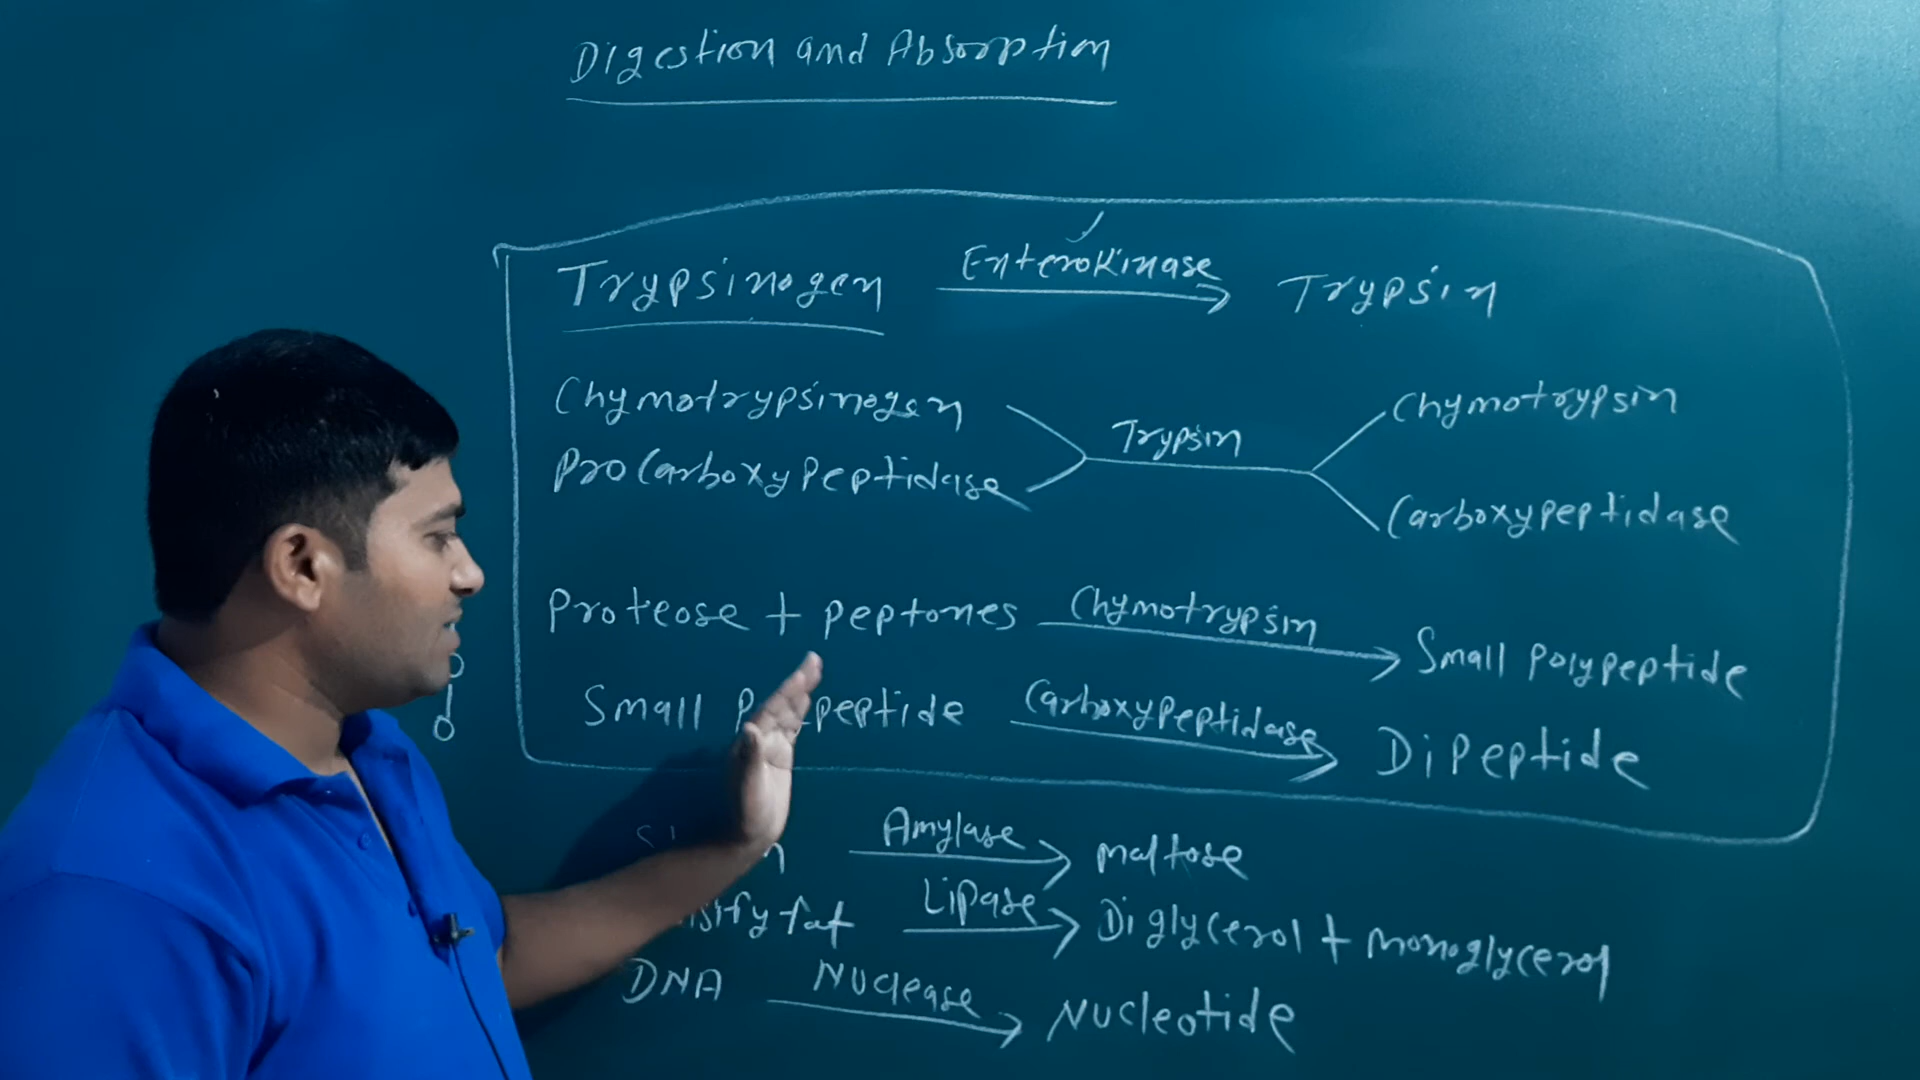 Digestion and Absorption
Trypsinogen Enterokinase Trypsin
Chymotrypsinogen Trypsin Chymotrypsin
Procarboxypeptidase Carboxypeptidase
Proteose + peptones Chymotrypsin Small polypeptide
Small peptide Carboxypeptidase Dipeptide
Amylase maltose
fat Lipase Diglycerol + monoglycerol
DNA Nuclease Nucleotide